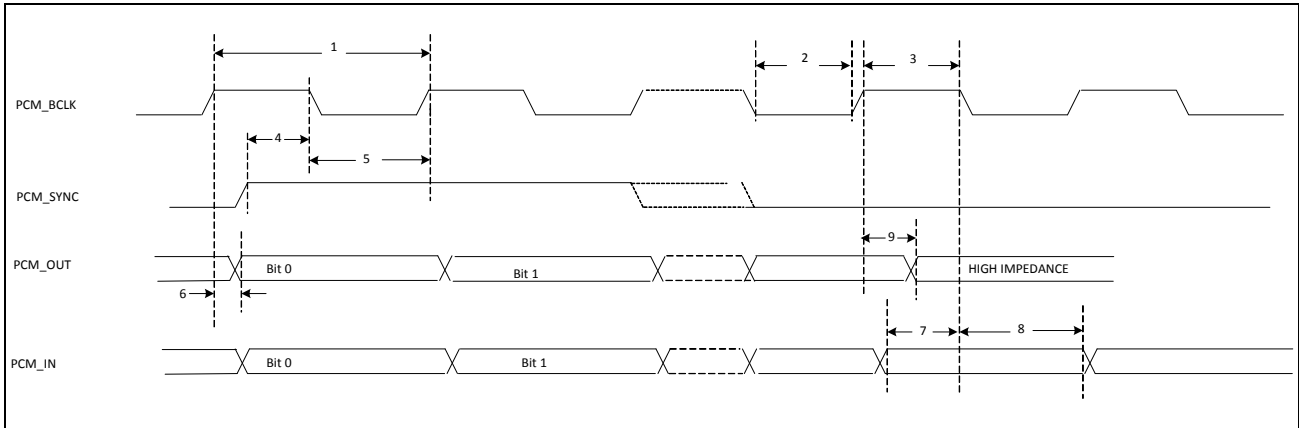 1
2
3
PCM_BCLK
4
5
PCM_SYNC
9
PCM_OUT
Bit 0
Bit 1
HIGH IMPEDANCE
6
7
8
PCM_IN
Bit 0
Bit 1